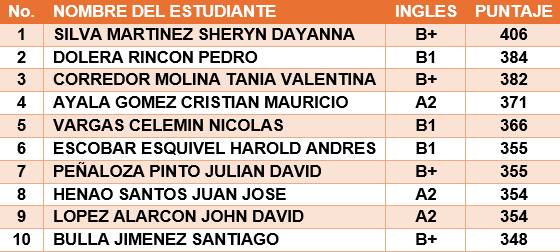 No. NOMBRE DEL ESTUDIANTE INGLES PUNTAJE
1 SILVA MARTINEZ SHERYN DAYANNA B+ 406
2 DOLERA RINCON PEDRO B1 384
3 CORREDOR MOLINA TANIA VALENTINA B+ 382
4 AYALA GOMEZ CRISTIAN MAURICIO A2 371
5 VARGAS CELEMIN NICOLAS B1 366
6 ESCOBAR ESQUIVEL HAROLD ANDRES B1 355
7 PEÑALOZA PINTO JULIAN DAVID B+ 355
8 HENAO SANTOS JUAN JOSE A2 354
9 LOPEZ ALARCON JOHN DAVID A2 354
10 BULLA JIMENEZ SANTIAGO B+ 348